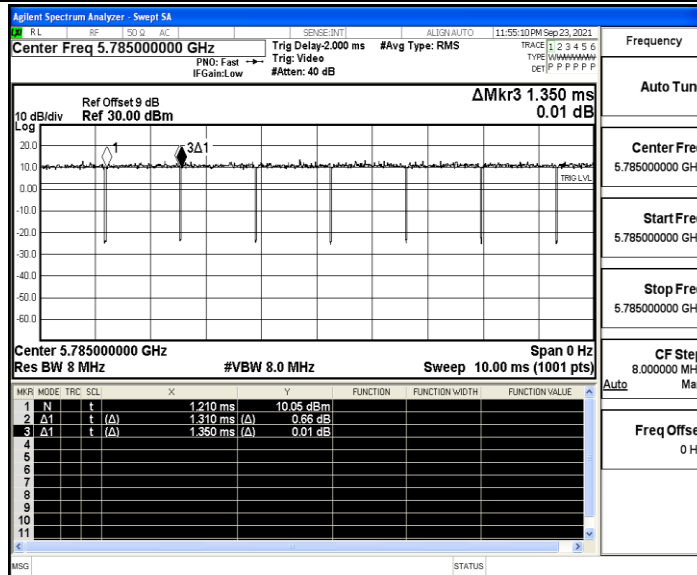 Agilent Spectrum Analyzer - Swept SA
RL RF 50 Ω AC SENSE:INT ALIGN AUTO 11:55:10 PM Sep 23, 2021
Center Freq 5.785000000 GHz
PNO: Fast
IFGain:Low
Trig Delay-2.000 ms
Trig: Video
#Atten: 40 dB
#Avg Type: RMS
TRACE 1 2 3 4 5 6
TYPE WWWWWW
DET P P P P P P
Frequency
ΔMkr3 1.350 ms
0.01 dB
Ref Offset 9 dB
10 dB/div Ref 30.00 dBm
Log
20.0
10.0
0.00
-10.0
-20.0
-30.0
-40.0
-50.0
-60.0
1
3Δ1
TRIG LVL
Center 5.785000000 GHz Span 0 Hz
Res BW 8 MHz #VBW 8.0 MHz Sweep 10.00 ms (1001 pts)
Auto Tun
Center Fre
5.785000000 GH
Start Fre
5.785000000 GH
Stop Fre
5.785000000 GH
CF Step
8.000000 MH
Auto Ma
Freq Offse
0 H
MKR MODE TRC SCL X Y FUNCTION FUNCTION WIDTH FUNCTION VALUE
1 N t 1.210 ms 10.05 dBm
2 Δ1 t (Δ) 1.310 ms (Δ) 0.66 dB
3 Δ1 t (Δ) 1.350 ms (Δ) 0.01 dB
4
5
6
7
8
9
10
11
MSG STATUS